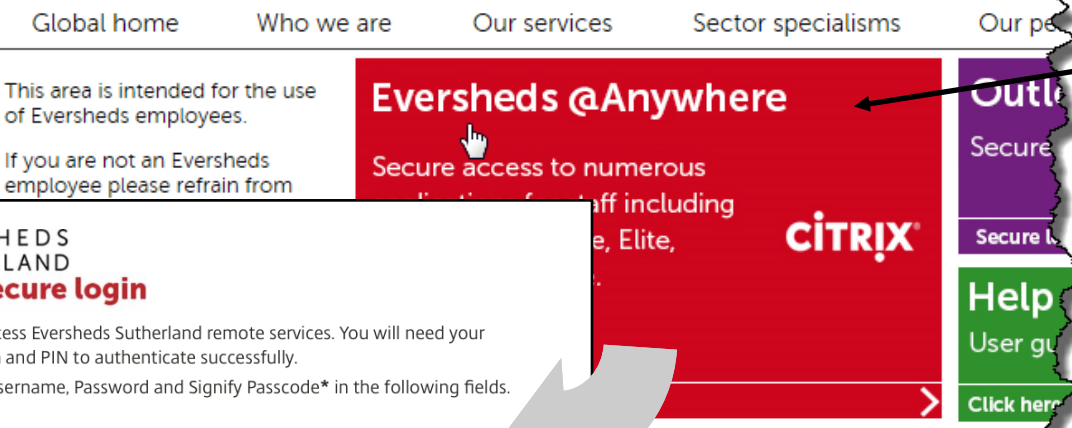 Global home Who we are Our services Sector specialisms Our
This area is intended for the use
of Eversheds employees.
If you are not an Eversheds
employee please refrain from
Eversheds @Anywhere
Secure access to numerous
including
Elite,
CİTRIX
Secure
Secure
Help
User
Click here
HEDS
LAND
ecure login
ess Eversheds Sutherland remote services. You will need your
and PIN to authenticate successfully.
sername, Password and Signify Passcode* in the following fields.